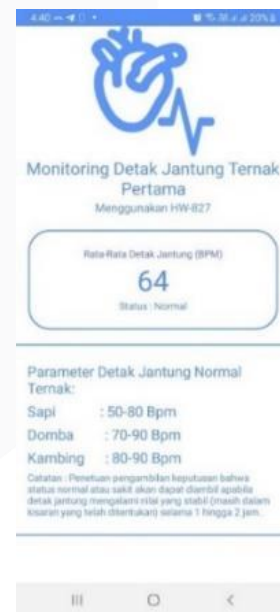 4:40
20%
Monitoring Detak Jantung Ternak
Pertama
Menggunakan HW-827
Rata-Rata Detak Jantung (BPM)
64
Status : Normal
Parameter Detak Jantung Normal
Ternak:
Sapi : 50-80 Bpm
Domba : 70-90 Bpm
Kambing : 80-90 Bpm
Catatan : Penetuan pengambilan keputusan bahwa
status normal atau sakit akan dapat diambil apabila
detak jantung mengalami nilai yang stabil (masih dalam
kisaran yang telah ditentukan) selama 1 hingga 2 jam.